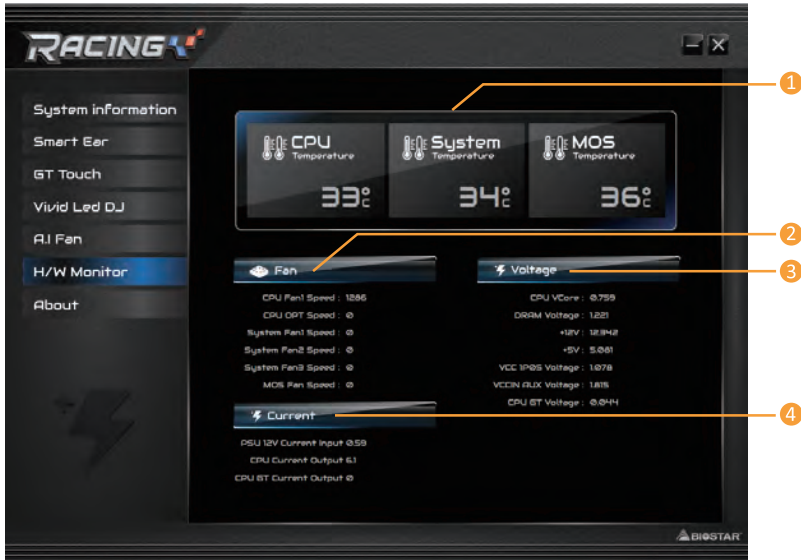 RACING
System information
Smart Ear
GT Touch
Vivid Led DJ
A.I Fan
H/W Monitor
About
1
CPU
Temperature
33°C
System
Temperature
34°C
MOS
Temperature
36°C
2
Fan
CPU Fan1 Speed : 1286
CPU OPT Speed : 0
System Fan1 Speed : 0
System Fan2 Speed : 0
System Fan3 Speed : 0
MOS Fan Speed : 0
3
Voltage
CPU VCore : 0.759
DRAM Voltage : 1.221
+12V : 12.942
+5V : 5.081
VCC 1P05 Voltage : 1.078
VCCIN AUX Voltage : 1.815
CPU GT Voltage : 0.044
4
Current
PSU 12V Current Input 0.59
CPU Current Output 6.1
CPU GT Current Output 0
BIOSTAR